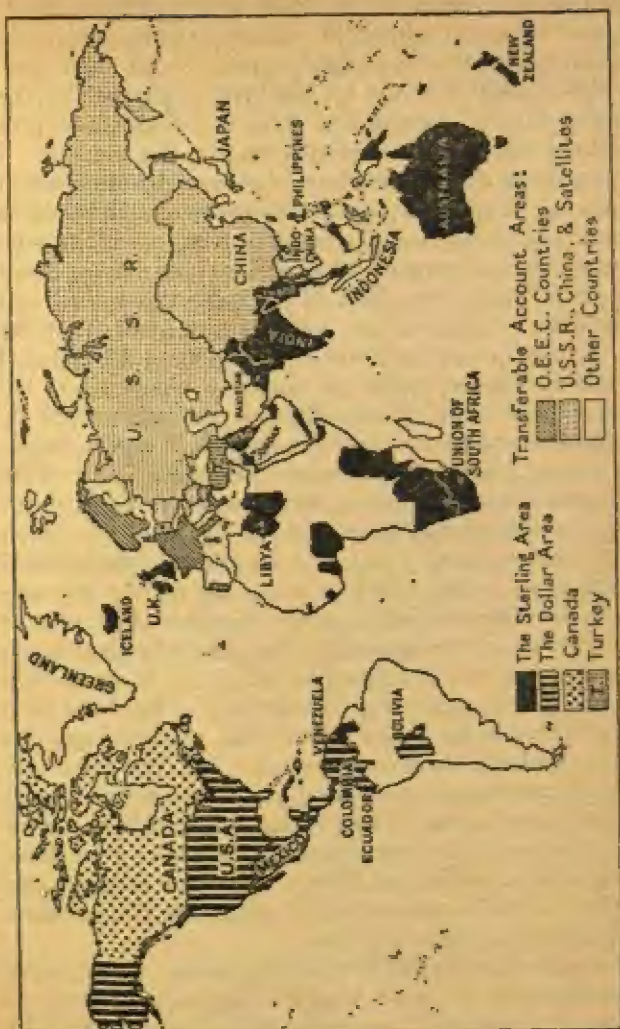 GREENLAND
ICELAND
U.K.
U. S. S. R.
CANADA
U.S.A.
MEXICO
VENEZUELA
COLOMBIA
ECUADOR
BOLIVIA
LIBYA
UNION OF
SOUTH AFRICA
PAKISTAN
INDIA
CHINA
INDO-
CHINA
JAPAN
PHILIPPINES
INDONESIA
AUSTRALIA
NEW
ZEALAND
The Sterling Area
The Dollar Area
Canada
Turkey
Transferable Account Areas:
O.E.E.C. Countries
U.S.S.R., China, & Satellites
Other Countries